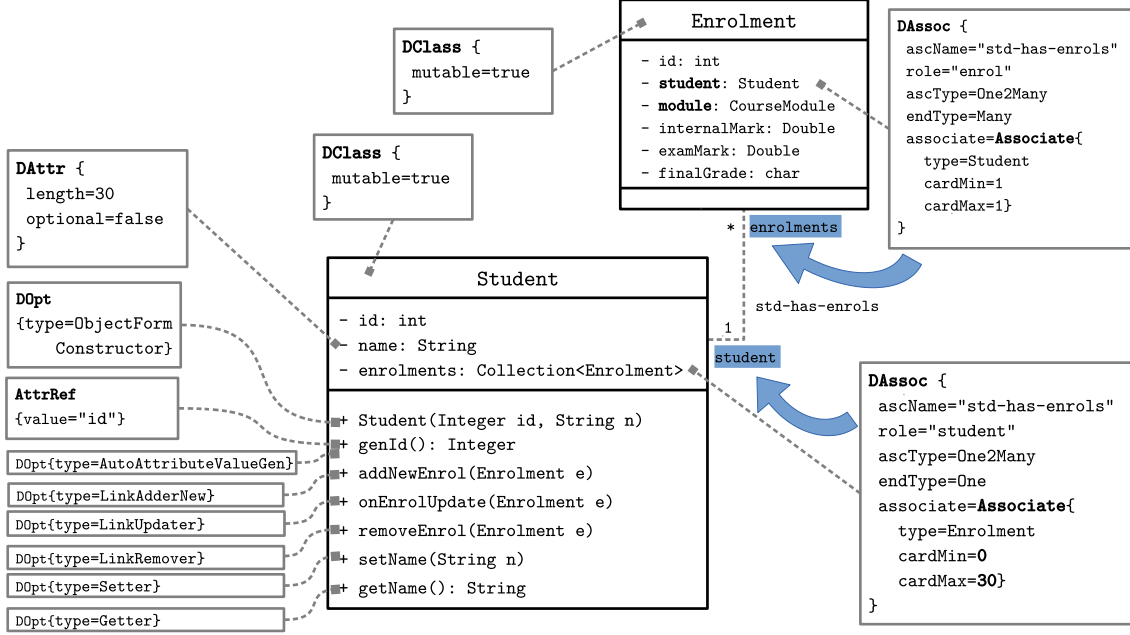 DClass {
mutable=true
}
Enrolment
- id: int
- student: Student
- module: CourseModule
- internalMark: Double
- examMark: Double
- finalGrade: char
DAssoc {
ascName="std-has-enrols"
role="enrol"
ascType=One2Many
endType=Many
associate=Associate{
type=Student
cardMin=1
cardMax=1}
}
DClass {
mutable=true
}
DAttr {
length=30
optional=false
}
* enrolments
std-has-enrols
1
student
Student
- id: int
- name: String
- enrolments: Collection<Enrolment>
+ Student(Integer id, String n)
+ genId(): Integer
+ addNewEnrol(Enrolment e)
+ onEnrolUpdate(Enrolment e)
+ removeEnrol(Enrolment e)
+ setName(String n)
+ getName(): String
DOpt
{type=ObjectForm
Constructor}
AttrRef
{value="id"}
DOpt{type=AutoAttributeValueGen}
DOpt{type=LinkAdderNew}
DOpt{type=LinkUpdater}
DOpt{type=LinkRemover}
DOpt{type=Setter}
DOpt{type=Getter}
DAssoc {
ascName="std-has-enrols"
role="student"
ascType=One2Many
endType=One
associate=Associate{
type=Enrolment
cardMin=0
cardMax=30}
}